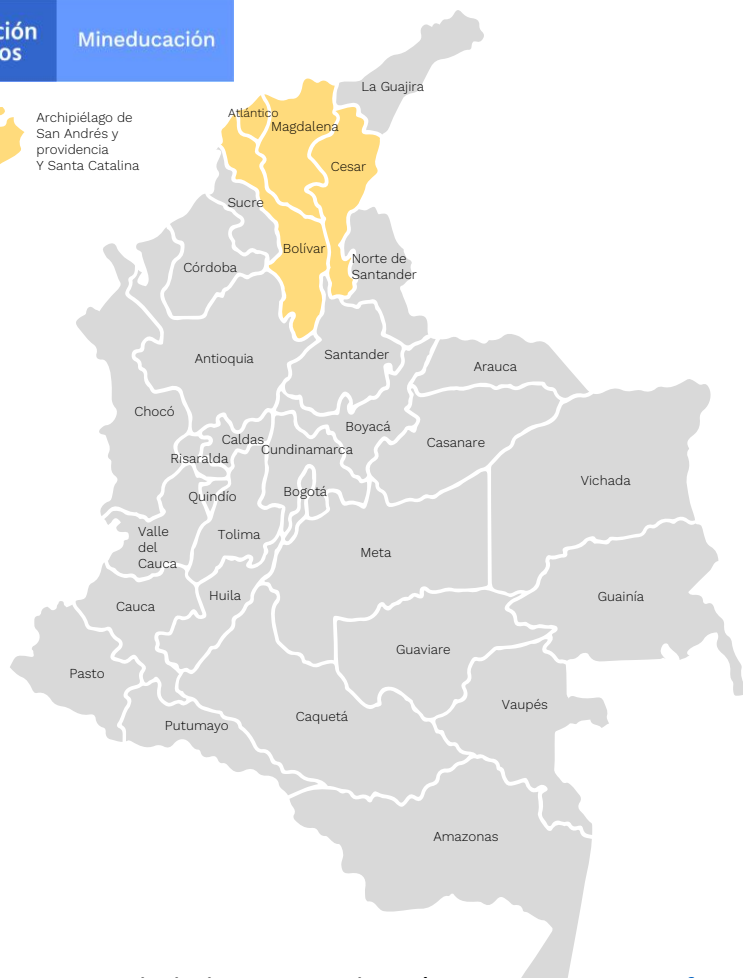 ción
os
Mineducación
La Guajira
Archipiélago de
San Andrés y
providencia
Y Santa Catalina
Atlántico
Magdalena
Cesar
Sucre
Bolívar
Norte de
Santander
Córdoba
Antioquia
Santander
Arauca
Chocó
Boyacá
Caldas
Casanare
Cundinamarca
Risaralda
Vichada
Quindío
Bogotá
Valle
del
Cauca
Tolima
Meta
Huila
Guainía
Cauca
Guaviare
Pasto
Vaupés
Caquetá
Putumayo
Amazonas